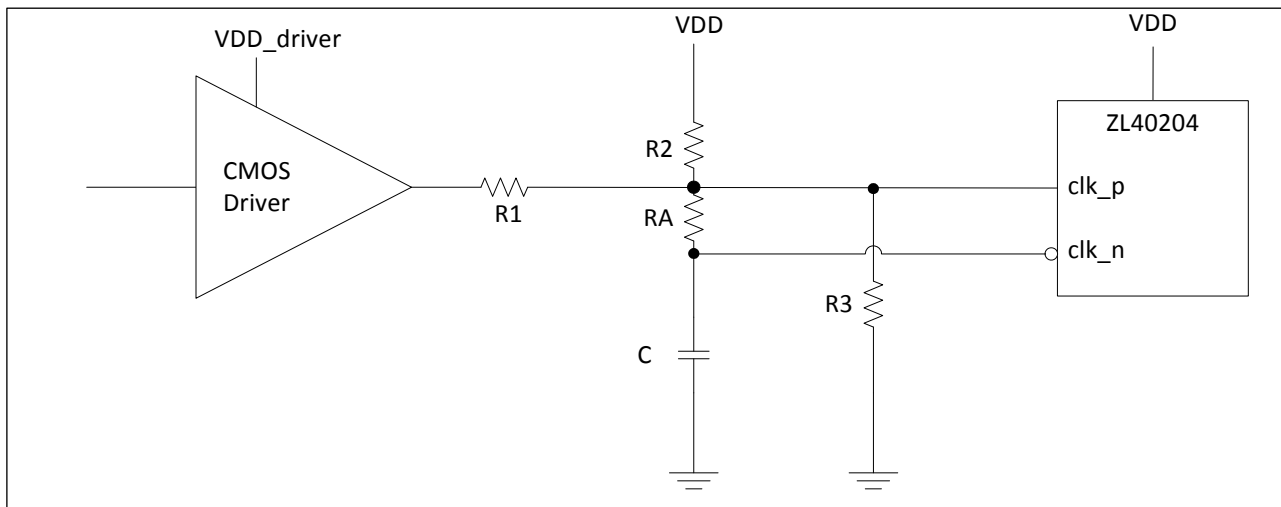 VDD_driver
VDD
VDD
ZL40204
CMOS
Driver
R1
R2
RA
clk_p
clk_n
R3
C